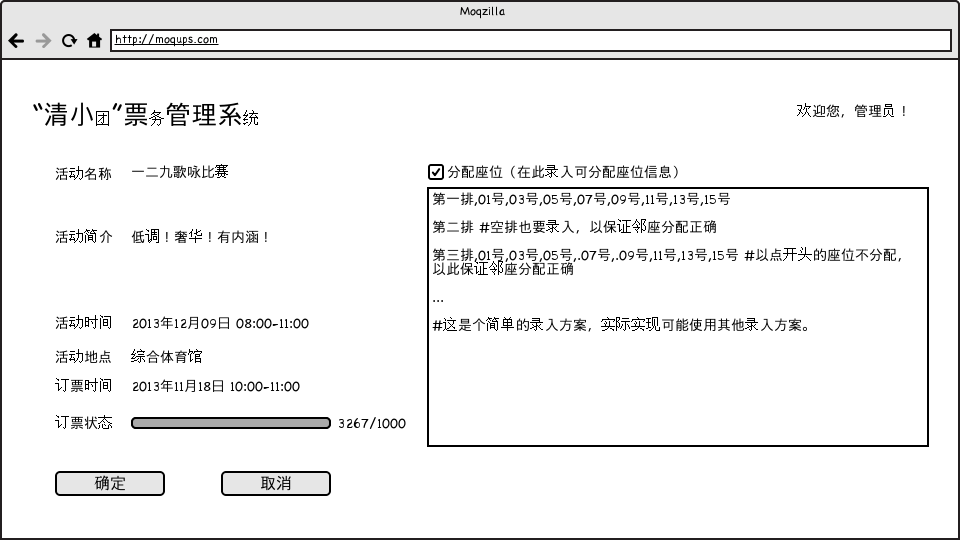 Moqzilla
http://moqups.com
“清小团”票务管理系统
欢迎您，管理员！
活动名称 一二九歌咏比赛
活动简介 低调！奢华！有内涵！
活动时间 2013年12月09日 08:00-11:00
活动地点 综合体育馆
订票时间 2013年11月18日 10:00-11:00
订票状态 3267/1000
确定 取消
分配座位（在此录入可分配座位信息）
第一排,01号,03号,05号,07号,09号,11号,13号,15号
第二排 #空排也要录入，以保证邻座分配正确
第三排,01号,03号,05号,.07号,.09号,11号,13号,15号 #以点开头的座位不分配，
以此保证邻座分配正确
...
#这是个简单的录入方案，实际实现可能使用其他录入方案。